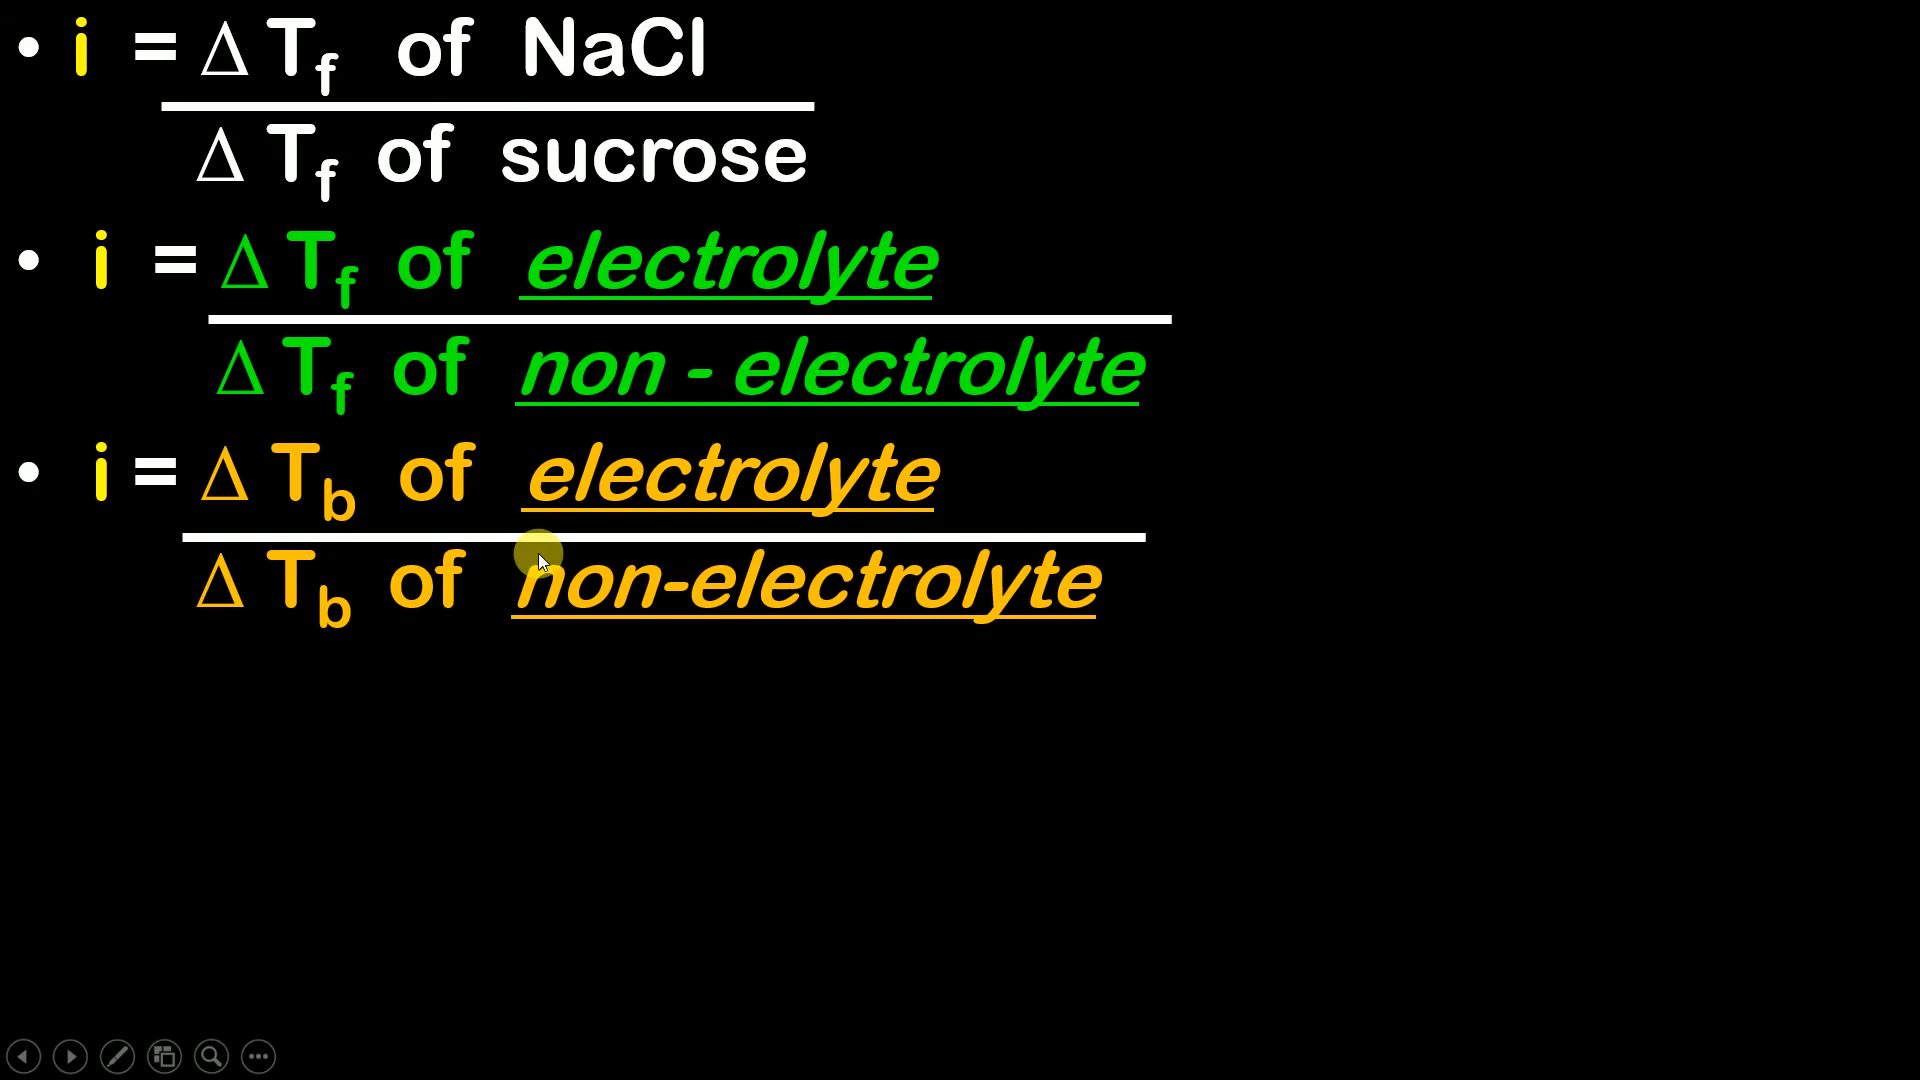 • i = Δ Tf of NaCl
Δ Tf of sucrose
• i = Δ Tf of electrolyte
Δ Tf of non - electrolyte
• i = Δ Tb of electrolyte
Δ Tb of non-electrolyte